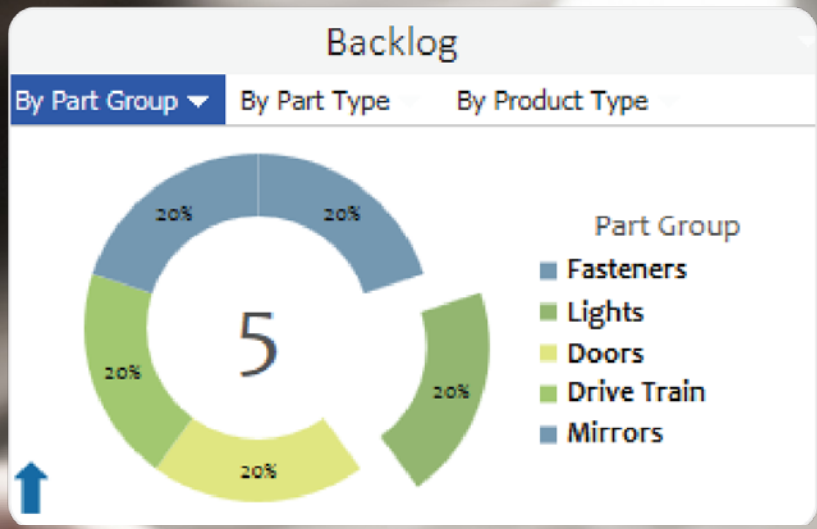 Backlog
By Part Group By Part Type By Product Type
20% 20%
Part Group
Fasteners
Lights
5
Doors
20% 20%
Drive Train
Mirrors
20%